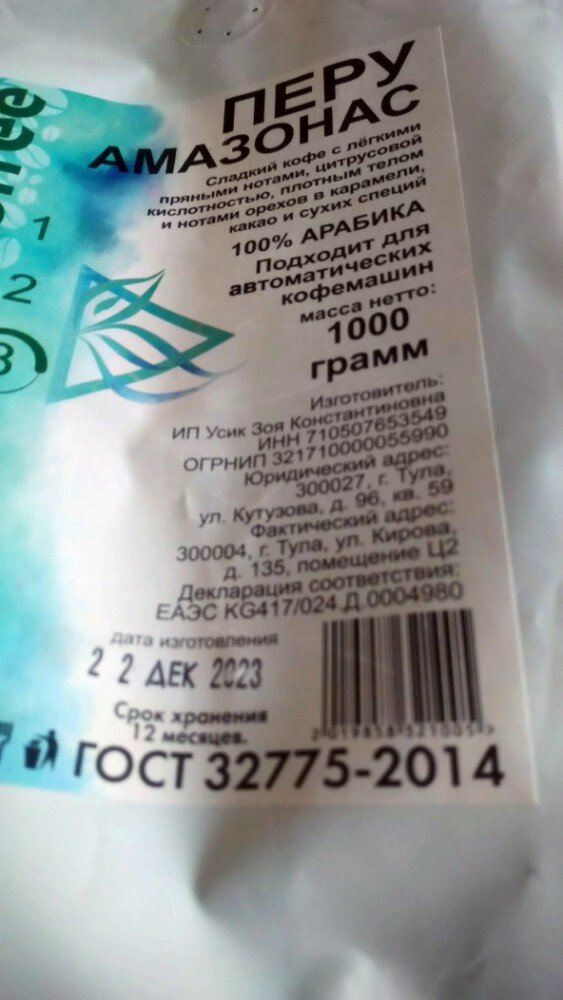 ПЕРУ
АМАЗОНАС
Сладкий кофе с лёгкими
пряными нотами, цитрусовой
кислотностью, плотным телом
и нотами орехов в карамели,
какао и сухих специй
100% АРАБИКА
Подходит для
автоматических
кофемашин
масса нетто:
1000
грамм
Изготовитель:
ИП Усик Зоя Константиновна
ИНН 710507653549
ОГРНИП 321710000055990
Юридический адрес:
300027, г. Тула,
ул. Кутузова, д. 96, кв. 59
Фактический адрес:
300004, г. Тула, ул. Кирова,
д. 135, помещение Ц2
Декларация соответствия:
ЕАЭС KG417/024.Д.0004980
дата изготовления
22 ДЕК 2023
Срок хранения
12 месяцев.
ГОСТ 32775-2014
1
2
3